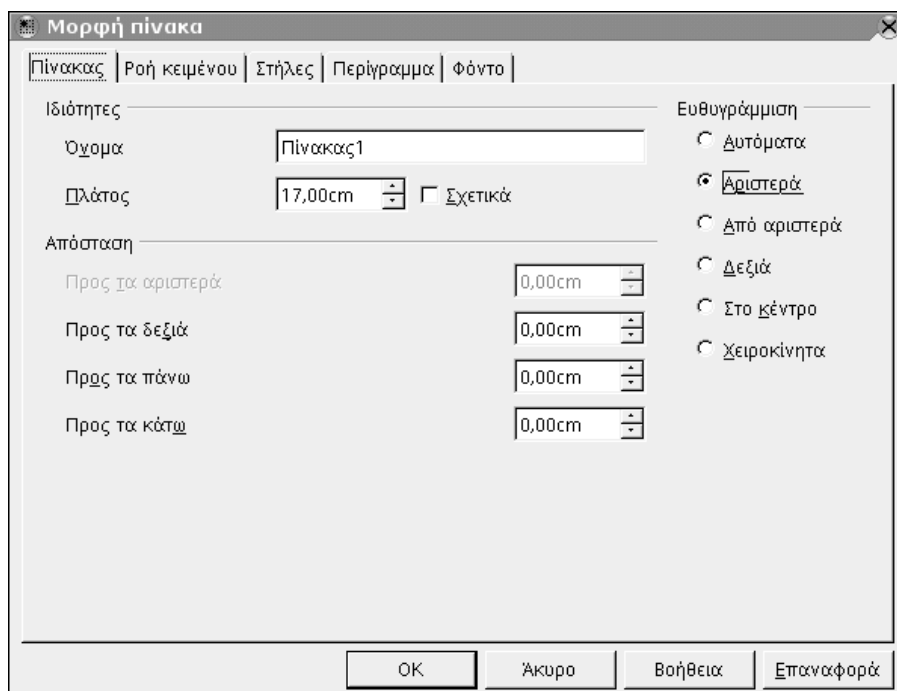 Μορφή πίνακα
Πίνακας Ροή κειμένου Στήλες Περίγραμμα Φόντο
Ιδιότητες
Όνομα Πίνακας1
Πλάτος 17,00cm Σχετικά
Απόσταση
Προς τα αριστερά 0,00cm
Προς τα δεξιά 0,00cm
Προς τα πάνω 0,00cm
Προς τα κάτω 0,00cm
Ευθυγράμμιση
Αυτόματα
Αριστερά
Από αριστερά
Δεξιά
Στο κέντρο
Χειροκίνητα
OK Άκυρο Βοήθεια Επαναφορά